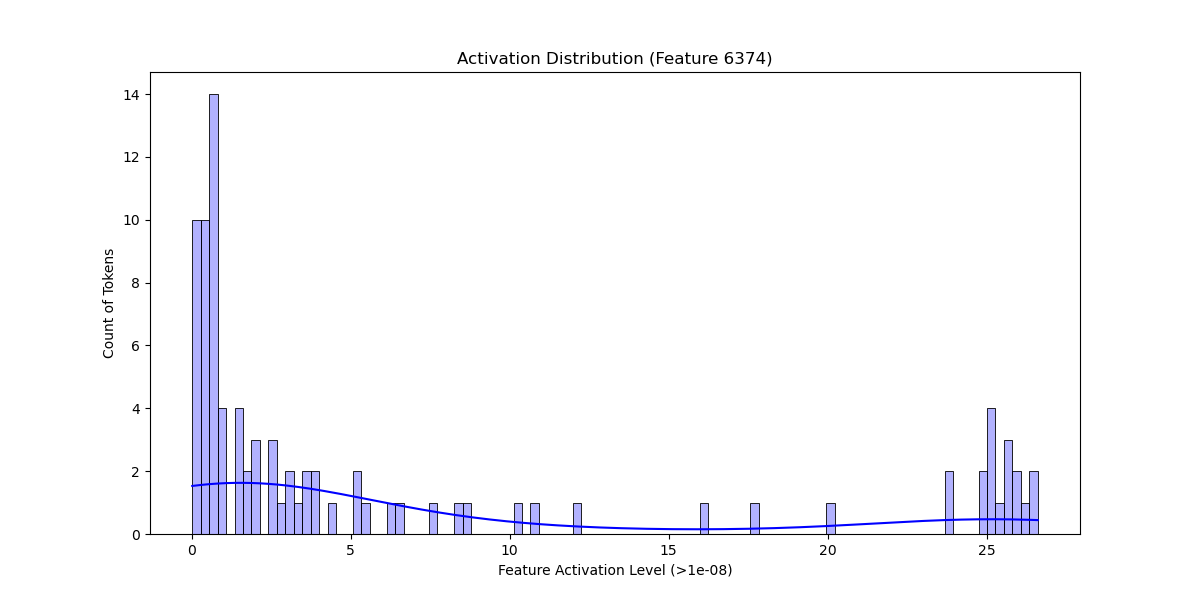 Activation Distribution (Feature 6374)
14
12
10
8
6
4
2
0
Count of Tokens
0 5 10 15 20 25
Feature Activation Level (>1e-08)